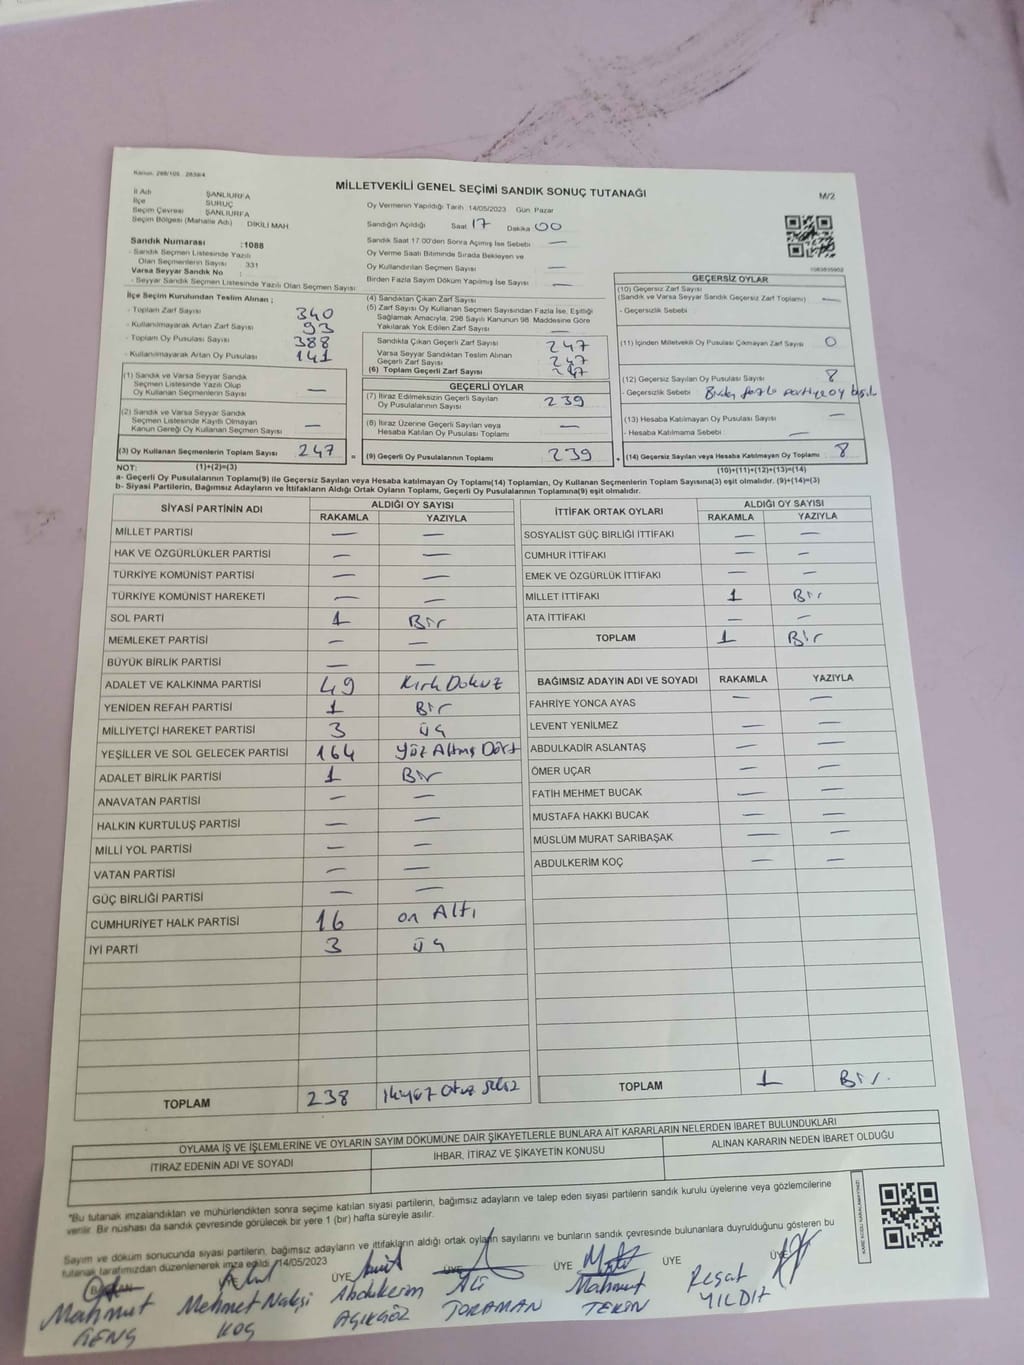 Kanun: 298/105 2839/4
MİLLETVEKİLİ GENEL SEÇİMİ SANDIK SONUÇ TUTANAĞI
M/2
İl Adı ŞANLIURFA
İlçe SURUÇ
Seçim Çevresi ŞANLIURFA
Seçim Bölgesi (Mahalle Adı) DİKİLİ MAH.
Sandık Numarası :1088
- Sandık Seçmen Listesinde Yazılı
Olan Seçmenlerin Sayısı 331
Varsa Seyyar Sandık No :
- Seyyar Sandık Seçmen Listesinde Yazılı Olan Seçmen Sayısı:
Oy Vermenin Yapıldığı Tarih :14/05/2023 Gün: Pazar
Sandığın Açıldığı Saat 17 Dakika 00
Sandık Saat 17.00'den Sonra Açılmış İse Sebebi —
Oy Verme Saati Bitiminde Sırada Bekleyen ve
Oy Kullandırılan Seçmen Sayısı —
Birden Fazla Sayım Döküm Yapılmış İse Sayısı —
1083835902
İlçe Seçim Kurulundan Teslim Alınan ;
- Toplam Zarf Sayısı 340
- Kullanılmayarak Artan Zarf Sayısı 93
- Toplam Oy Pusulası Sayısı 388
- Kullanılmayarak Artan Oy Pusulası 141
(1) Sandık ve Varsa Seyyar Sandık
Seçmen Listesinde Yazılı Olup
Oy Kullanan Seçmen Sayısı —
(2) Sandık ve Varsa Seyyar Sandık
Seçmen Listesinde Kayıtlı Olmayan
Kanun Gereği Oy Kullanan Seçmen Sayısı —
(3) Oy Kullanan Seçmenlerin Toplam Sayısı 247
(4) Sandıktan Çıkan Zarf Sayısı
(5) Zarf Sayısı Oy Kullanan Seçmen Sayısından Fazla İse, Eşitliği
Sağlamak Amacıyla, 298 Sayılı Kanunun 98. Maddesine Göre
Yakılarak Yok Edilen Zarf Sayısı —
Sandıkta Çıkan Geçerli Zarf Sayısı 247
Varsa Seyyar Sandıktan Teslim Alınan
Geçerli Zarf Sayısı 247
(6) Toplam Geçerli Zarf Sayısı 247
GEÇERLİ OYLAR
(7) İtiraz Edilmeksizin Geçerli Sayılan
Oy Pusulalarının Sayısı 239
(8) İtiraz Üzerine Geçerli Sayılan veya
Hesaba Katılan Oy Pusulası Toplamı —
= (9) Geçerli Oy Pusulalarının Toplamı 239
GEÇERSİZ OYLAR
(10) Geçersiz Zarf Sayısı
(Sandık ve Varsa Seyyar Sandık Geçersiz Zarf Toplamı) —
- Geçersizlik Sebebi
(11) İçinden Milletvekili Oy Pusulası Çıkmayan Zarf Sayısı 0
(12) Geçersiz Sayılan Oy Pusulası Sayısı 8
- Geçersizlik Sebebi Birden fazla partiye oy
(13) Hesaba Katılmayan Oy Pusulası Sayısı —
- Hesaba Katılmama Sebebi —
+ (14) Geçersiz Sayılan veya Hesaba Katılmayan Oy Toplamı 8
NOT: (1)+(2)=(3) (10)+(11)+(12)+(13)=(14)
a- Geçerli Oy Pusulasının Toplamı(9) ile Geçersiz Sayılan veya Hesaba katılmayan Oy Toplamı(14) Toplamları, Oy Kullanan Seçmenlerin Toplam Sayısına(3) eşit olmalıdır. (9)+(14)=(3)
b- Siyasi Partilerin, Bağımsız Adayların ve İttifakların Aldığı Ortak Oyların Toplamı, Geçerli Oy Pusulalarının Toplamına(9) eşit olmalıdır.
SİYASİ PARTİNİN ADI ALDIĞI OY SAYISI
RAKAMLA YAZIYLA
MİLLET PARTİSİ — —
HAK VE ÖZGÜRLÜKLER PARTİSİ — —
TÜRKİYE KOMÜNİST PARTİSİ — —
TÜRKİYE KOMÜNİST HAREKETİ — —
SOL PARTİ 1 Bir
MEMLEKET PARTİSİ — —
BÜYÜK BİRLİK PARTİSİ — —
ADALET VE KALKINMA PARTİSİ 49 Kırk Dokuz
YENİDEN REFAH PARTİSİ 1 Bir
MİLLİYETÇİ HAREKET PARTİSİ 3 üç
YEŞİLLER VE SOL GELECEK PARTİSİ 164 Yüz Altmış Dört
ADALET BİRLİK PARTİSİ 1 Bir
ANAVATAN PARTİSİ — —
HALKIN KURTULUŞ PARTİSİ — —
MİLLİ YOL PARTİSİ — —
VATAN PARTİSİ — —
GÜÇ BİRLİĞİ PARTİSİ — —
CUMHURİYET HALK PARTİSİ 16 on Altı
İYİ PARTİ 3 üç
TOPLAM 238 ikiyüz otuz sekiz
İTTİFAK ORTAK OYLARI ALDIĞI OY SAYISI
RAKAMLA YAZIYLA
SOSYALİST GÜÇ BİRLİĞİ İTTİFAKI — —
CUMHUR İTTİFAKI — —
EMEK VE ÖZGÜRLÜK İTTİFAKI — —
MİLLET İTTİFAKI 1 Bir
ATA İTTİFAKI — —
TOPLAM 1 Bir
BAĞIMSIZ ADAYIN ADI VE SOYADI RAKAMLA YAZIYLA
FAHRİYE YONCA AYAS — —
LEVENT YENİLMEZ — —
ABDULKADİR ASLANTAŞ — —
ÖMER UÇAR — —
FATİH MEHMET BUCAK — —
MUSTAFA HAKKI BUCAK — —
MÜSLÜM MURAT SARIBAŞAK — —
ABDULKERİM KOÇ — —
TOPLAM 1 Bir.
OYLAMA İŞ VE İŞLEMLERİNE VE OYLARIN SAYIM DÖKÜMÜNE DAİR ŞİKAYETLERLE BUNLARA AİT KARARLARIN NELERDEN İBARET BULUNDUKLARI
İTİRAZ EDENİN ADI VE SOYADI
İHBAR, İTİRAZ VE ŞİKAYETİN KONUSU
ALINAN KARARIN NEDEN İBARET OLDUĞU
*Bu tutanak imzalandıktan ve mühürlendikten sonra seçime katılan siyasi partilerin, bağımsız adayların ve talep eden siyasi partilerin sandık kurulu üyelerine veya gözlemcilerine
verilir. Bir nüshası da sandık çevresinde görülecek bir yere 1 (bir) hafta süreyle asılır.
Sayım ve döküm sonucunda siyasi partilerin, bağımsız adayların ve ittifakların aldığı ortak oyların sayılarını ve bunların sandık çevresinde bulunanlara duyrulduğunu gösteren bu
tutanak tarafımızdan düzenlenerek imza edildi. 14/05/2023
BAŞKAN ÜYE ÜYE ÜYE ÜYE ÜYE
Mahmut GENÇ
Mehmet Nakşi KOÇ
Abdulkerim AÇIKGÖZ
Ali TORAMAN
Mahmut TEKİN
Reşat YILDIZ